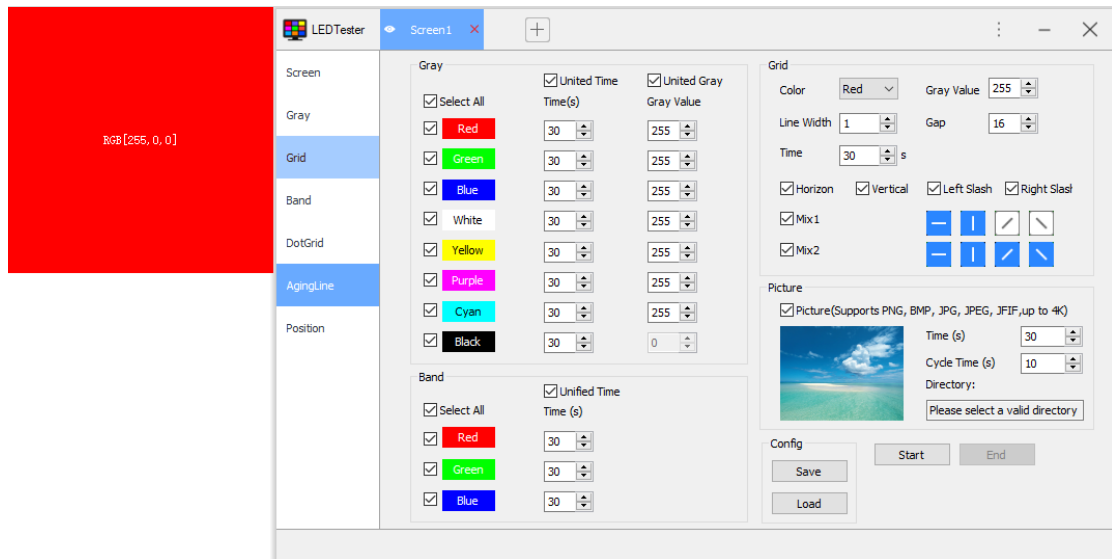 RGB[255,0,0]
LEDTester
Screen1
Screen
Gray
Grid
Band
DotGrid
AgingLine
Position
Gray
United Time
United Gray
Select All
Time(s)
Gray Value
Red 30 255
Green 30 255
Blue 30 255
White 30 255
Yellow 30 255
Purple 30 255
Cyan 30 255
Black 30 0
Band
Unified Time
Select All
Time (s)
Red 30
Green 30
Blue 30
Grid
Color Red Gray Value 255
Line Width 1 Gap 16
Time 30 s
Horizon Vertical Left Slash Right Slash
Mix1
Mix2
Picture
Picture(Supports PNG, BMP, JPG, JPEG, JFIF,up to 4K)
Time (s) 30
Cycle Time (s) 10
Directory:
Please select a valid directory
Config
Save
Load
Start
End